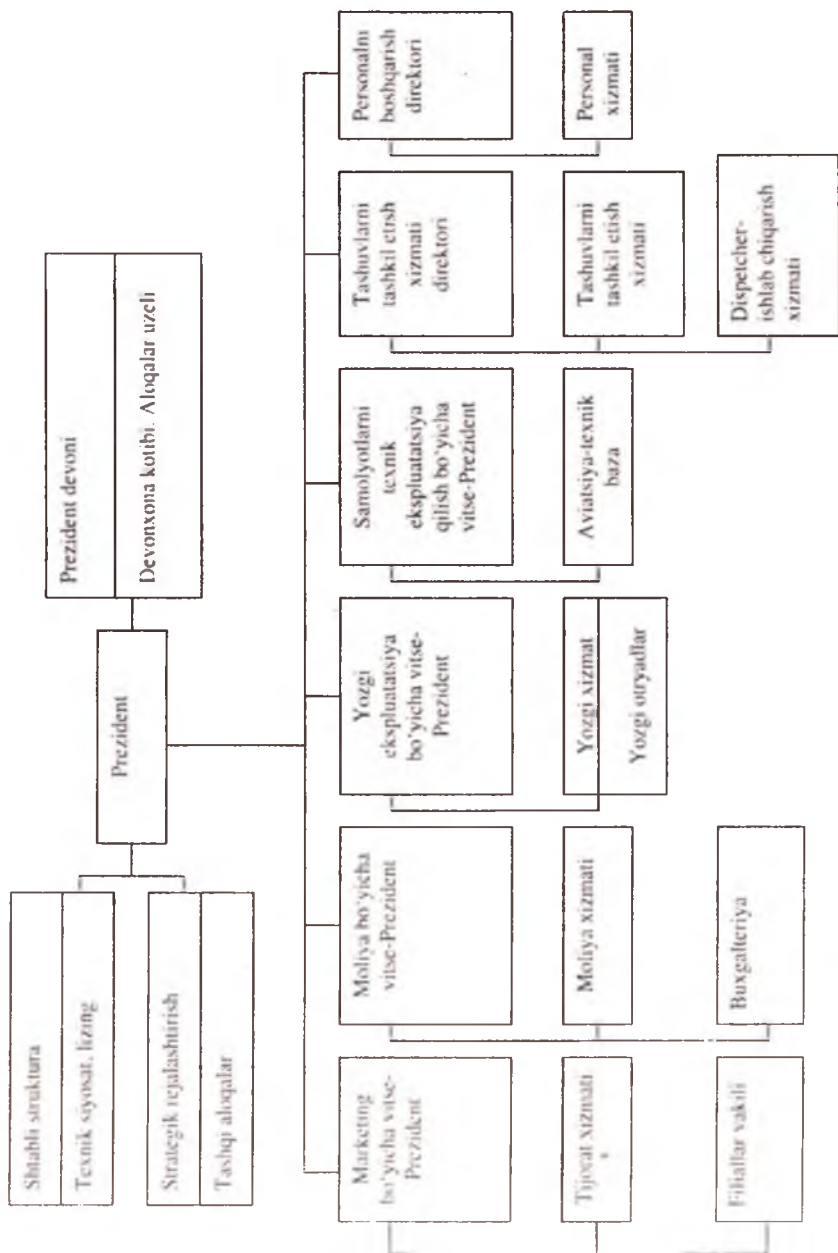 Shtabli struktura
Texnik siyosat, lizing
Strategik rejalashtirish
Tashqi aloqalar
Prezident
Prezident devoni
Devonxona kotibi. Aloqalar uzeli
Marketing
bo‘yicha vitse-
Prezident
Tijorat xizmati
Filiallar vakili
Moliya bo‘yicha
vitse-Prezident
Moliya xizmati
Buxgalteriya
Yozgi
ekspluatatsiya
bo‘yicha vitse-
Prezident
Yozgi xizmat
Yozgi otryadlar
Samolyotlarni
texnik
ekspluatatsiya
qilish bo‘yicha
vitse-Prezident
Aviatsiya-texnik
baza
Tashuvlarni
tashkil etish
xizmati
direktori
Tashuvlarni
tashkil etish
xizmati
Dispetcher-
ishlab chiqarish
xizmati
Personalni
boshqarish
direktori
Personal
xizmati